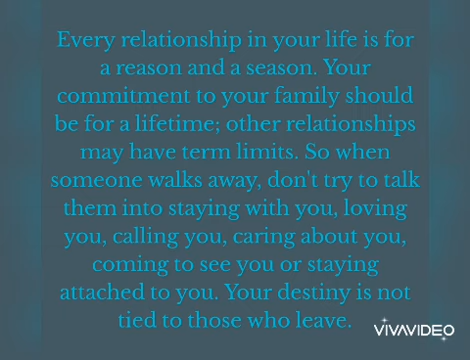 Every relationship in your life is for
a reason and a season. Your
commitment to your family should
be for a lifetime; other relationships
may have term limits. So when
someone walks away, don't try to talk
them into staying with you, loving
you, calling you, caring about you,
coming to see you or staying
attached to you. Your destiny is not
tied to those who leave.
VIVAVIDEO